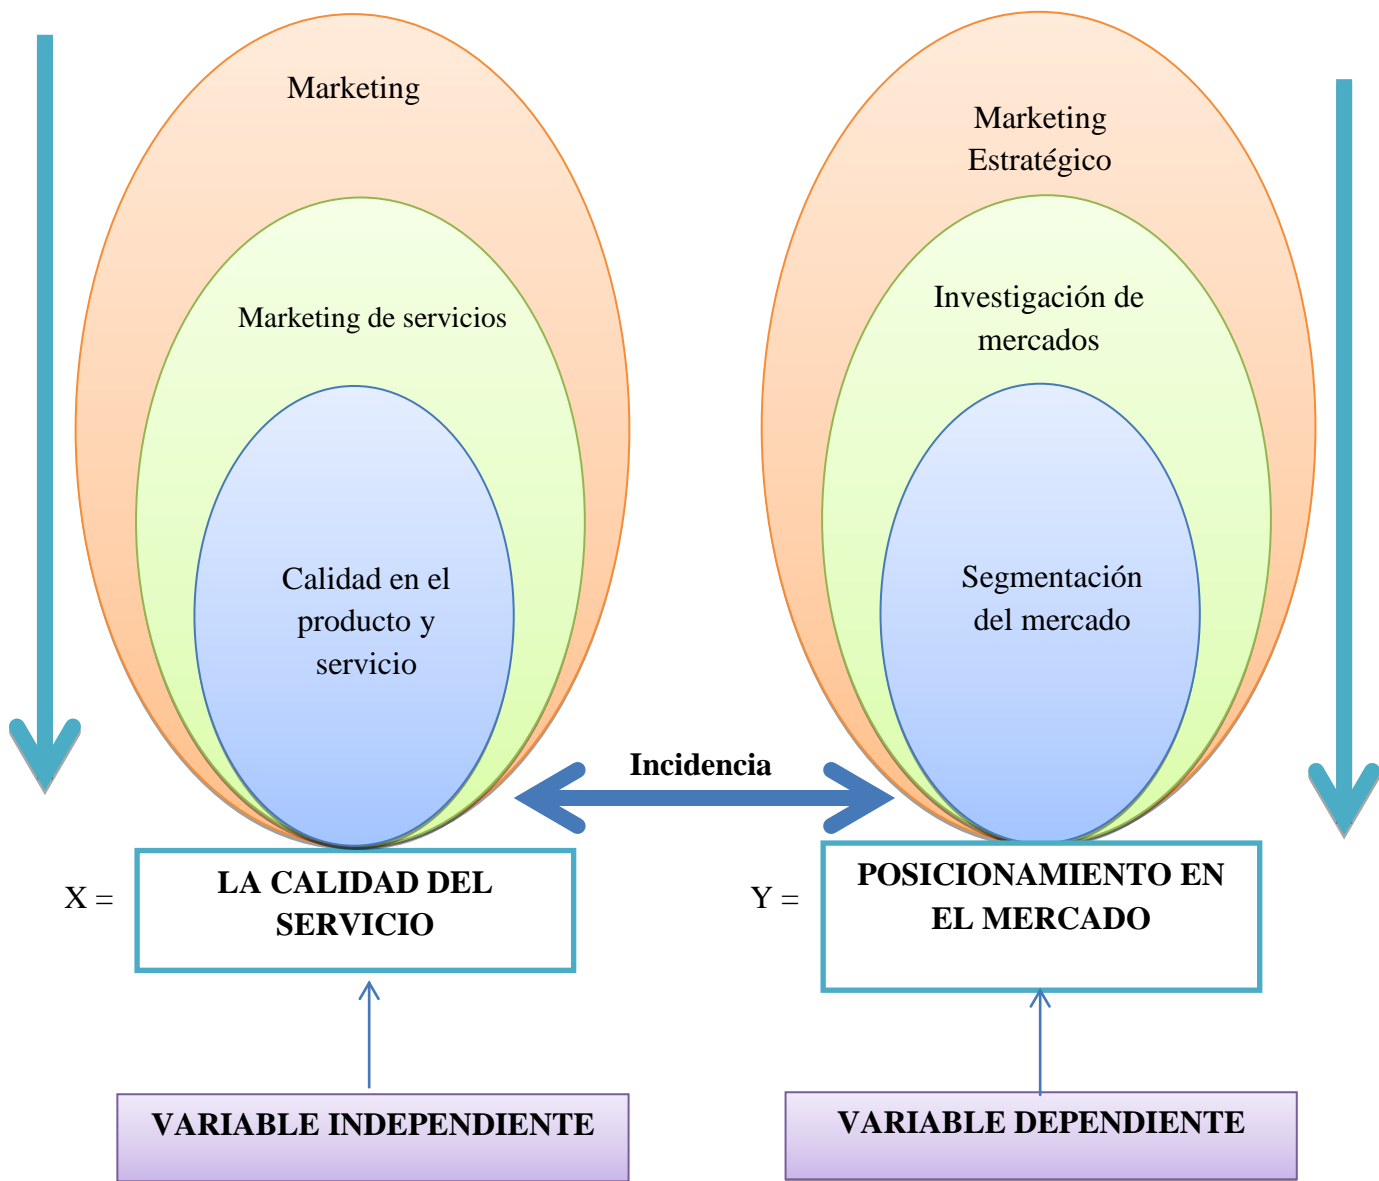 Marketing
Marketing de servicios
Calidad en el
producto y
servicio
Marketing
Estratégico
Investigación de
mercados
Segmentación
del mercado
Incidencia
X =
LA CALIDAD DEL
SERVICIO
Y =
POSICIONAMIENTO EN
EL MERCADO
VARIABLE INDEPENDIENTE
VARIABLE DEPENDIENTE